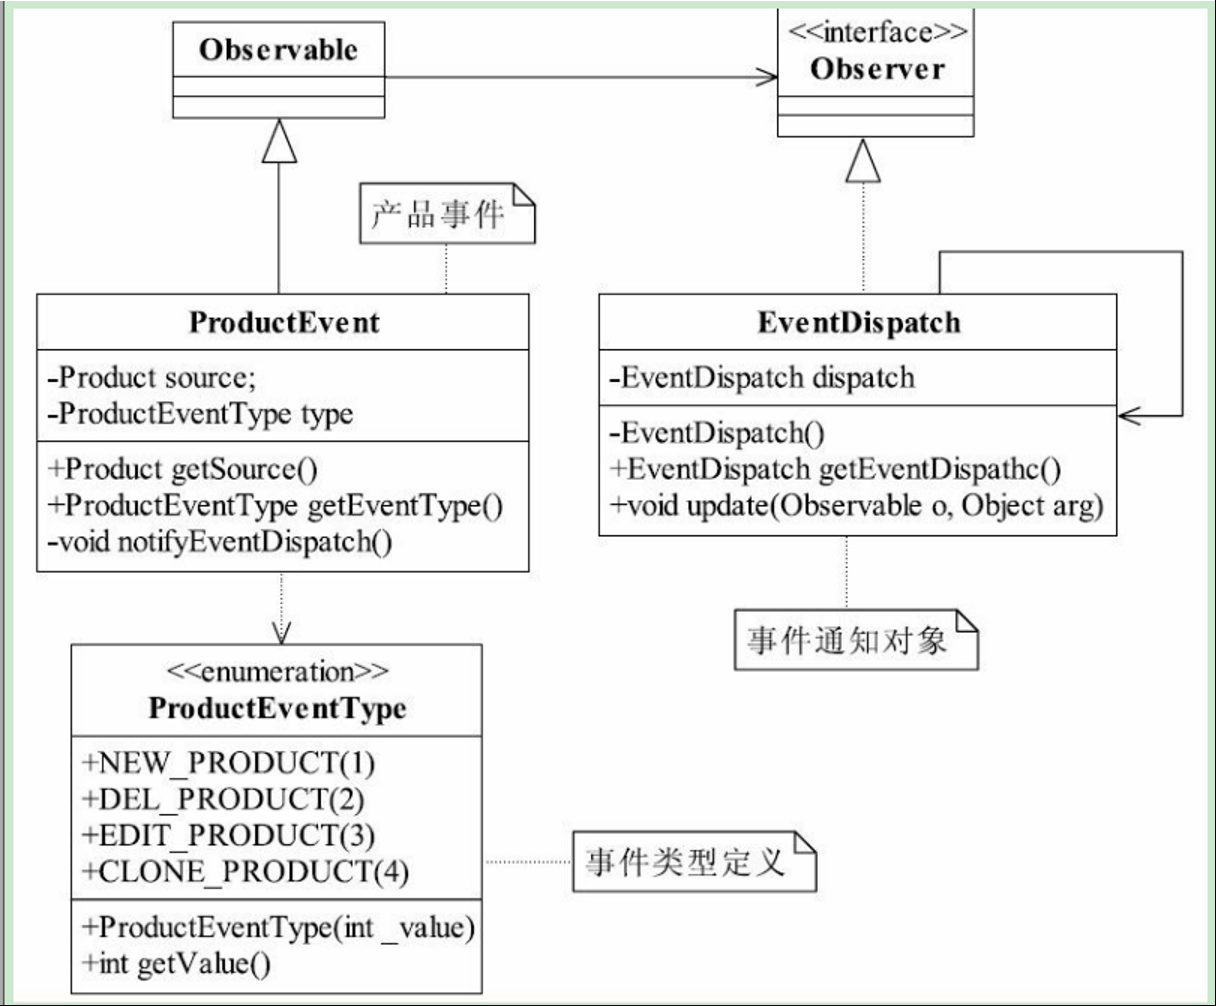 Observable
<<interface>>
Observer
产品事件
ProductEvent
-Product source;
-ProductEventType type
+Product getSource()
+ProductEventType getEventType()
-void notifyEventDispatch()
EventDispatch
-EventDispatch dispatch
-EventDispatch()
+EventDispatch getEventDispathc()
+void update(Observable o, Object arg)
事件通知对象
<<enumeration>>
ProductEventType
+NEW_PRODUCT(1)
+DEL_PRODUCT(2)
+EDIT_PRODUCT(3)
+CLONE_PRODUCT(4)
+ProductEventType(int _value)
+int getValue()
事件类型定义